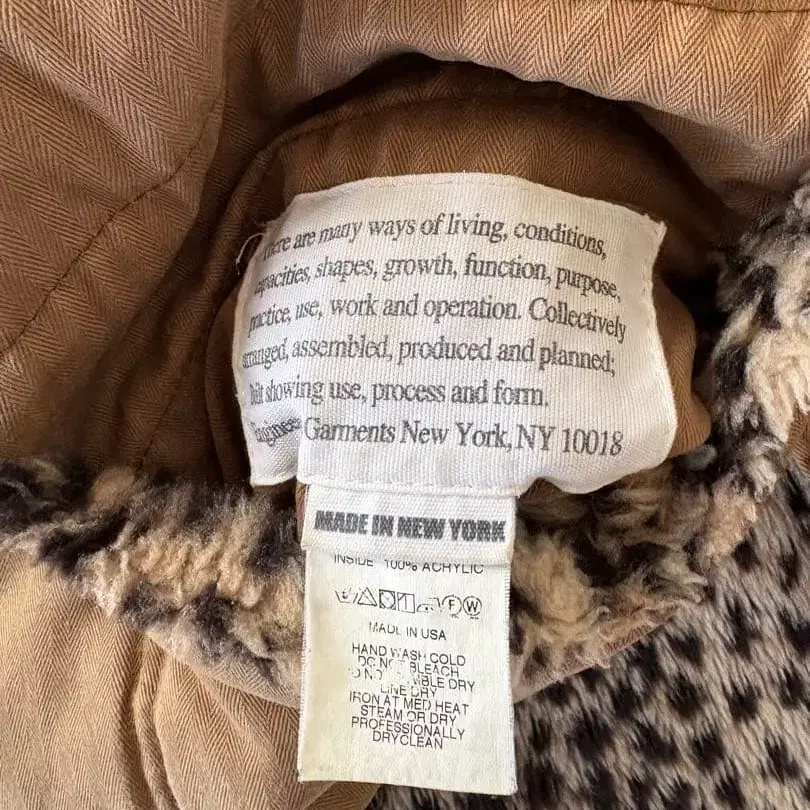 There are many ways of living, conditions,
capacities, shapes, growth, function, purpose,
practice, use, work and operation. Collectively
arranged, assembled, produced and planned;
built showing use, process and form.
Engineered Garments New York, NY 10018
MADE IN NEW YORK
INSIDE 100% ACRYLIC
F W
MADE IN USA
HAND WASH COLD
DO NOT BLEACH
DO NOT TUMBLE DRY
LINE DRY
IRON AT MED HEAT
STEAM OR DRY
PROFESSIONALLY
DRYCLEAN